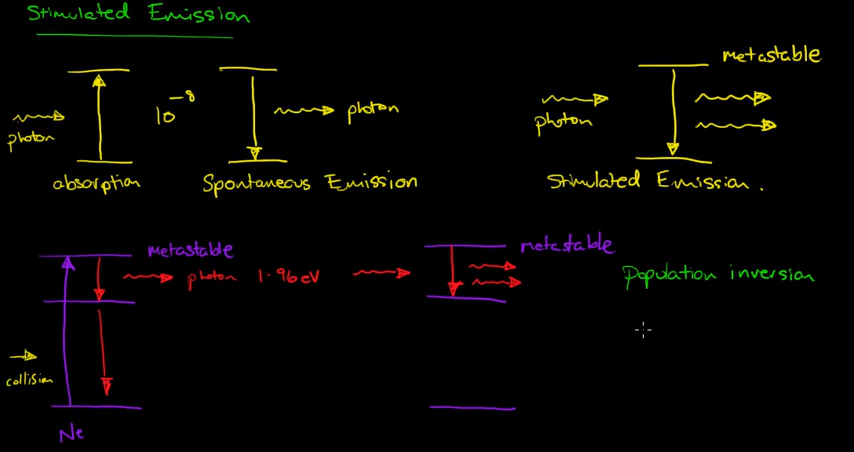 Stimulated Emission
metastable
10^-8
photon
photon
photon
absorption
Spontaneous Emission
Stimulated Emission.
metastable
metastable
photon 1.96eV
Population inversion
collision
Ne